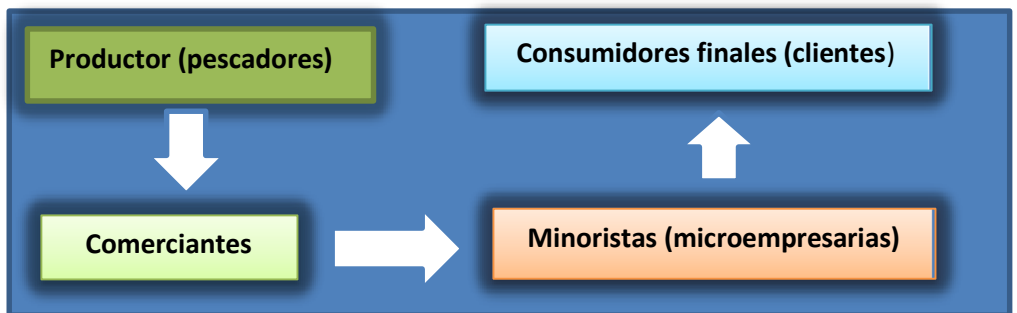 Productor (pescadores)
Consumidores finales (clientes)
Comerciantes
Minoristas (microempresarias)